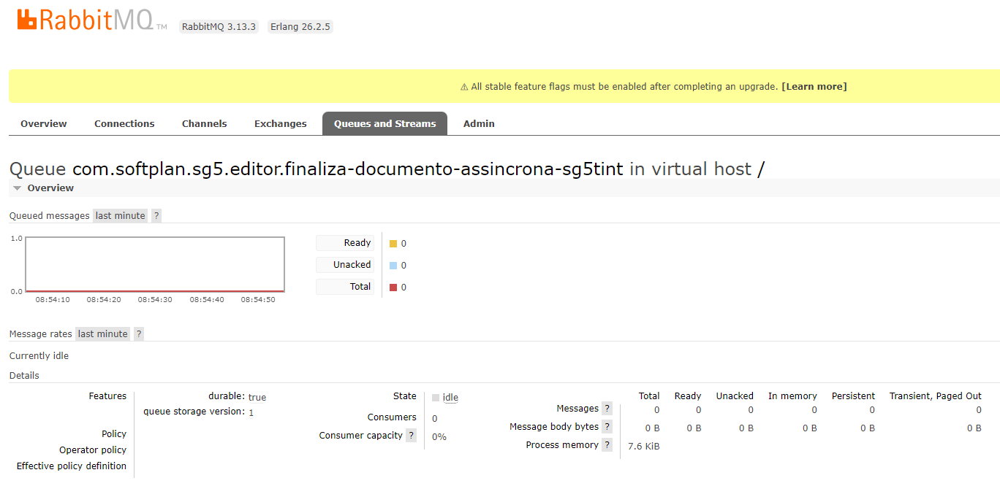 RabbitMQ TM RabbitMQ 3.13.3 Erlang 26.2.5
⚠ All stable feature flags must be enabled after completing an upgrade. [Learn more]
Overview Connections Channels Exchanges Queues and Streams Admin
Queue com.softplan.sg5.editor.finaliza-documento-assincrona-sg5tint in virtual host /
Overview
Queued messages last minute ?
1.0
0.0
08:54:10 08:54:20 08:54:30 08:54:40 08:54:50
Ready 0
Unacked 0
Total 0
Message rates last minute ?
Currently idle
Details
Features durable: true
queue storage version: 1
Policy
Operator policy
Effective policy definition
State idle
Consumers 0
Consumer capacity ? 0%
Total Ready Unacked In memory Persistent Transient, Paged Out
Messages ? 0 0 0 0 0 0
Message body bytes ? 0 B 0 B 0 B 0 B 0 B 0 B
Process memory ? 7.6 KiB